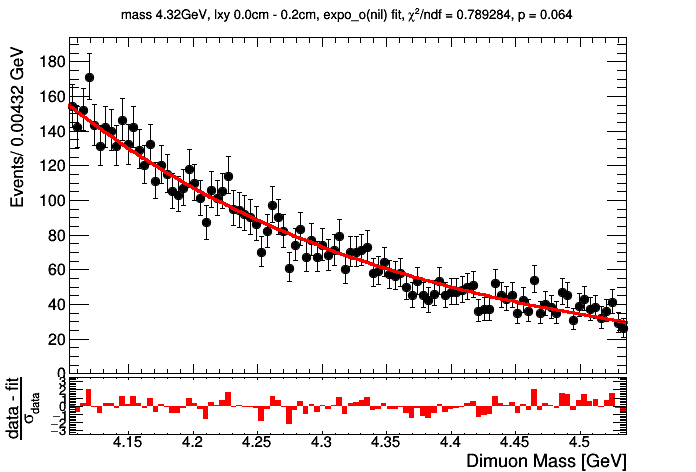 mass 4.32GeV, lxy 0.0cm - 0.2cm, expo_o(nil) fit, χ²/ndf = 0.789284, p = 0.064
Events/ 0.00432 GeV
180
160
140
120
100
80
60
40
20
0
data - fit
σdata
3
2
1
0
−1
−2
−3
4.15 4.2 4.25 4.3 4.35 4.4 4.45 4.5
Dimuon Mass [GeV]